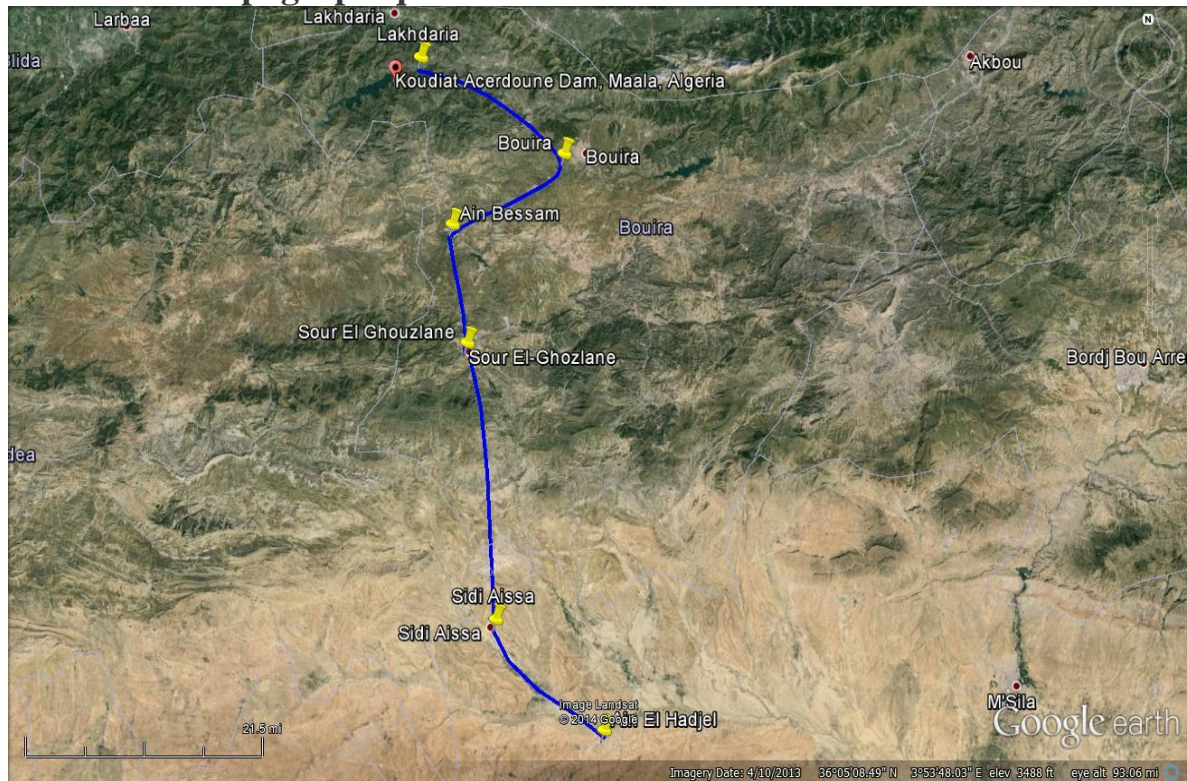 Larbaa
Lakhdaria
N
Lakhdaria
Akbou
Koudiat Acerdoune Dam, Maala, Algeria
Bouira
Bouira
Ain Bessam
Bouira
Sour El Ghouzlane
Sour El-Ghozlane
Bordj Bou Arre
dea
Sidi Aissa
Sidi Aissa
M'Sila
Image Landsat
© 2014 Google
El Hadjel
Google earth
21.5 mi
Imagery Date: 4/10/2013 36°05'08.49" N 3°53'48.03" E elev 3488 ft eye alt 93.06 mi